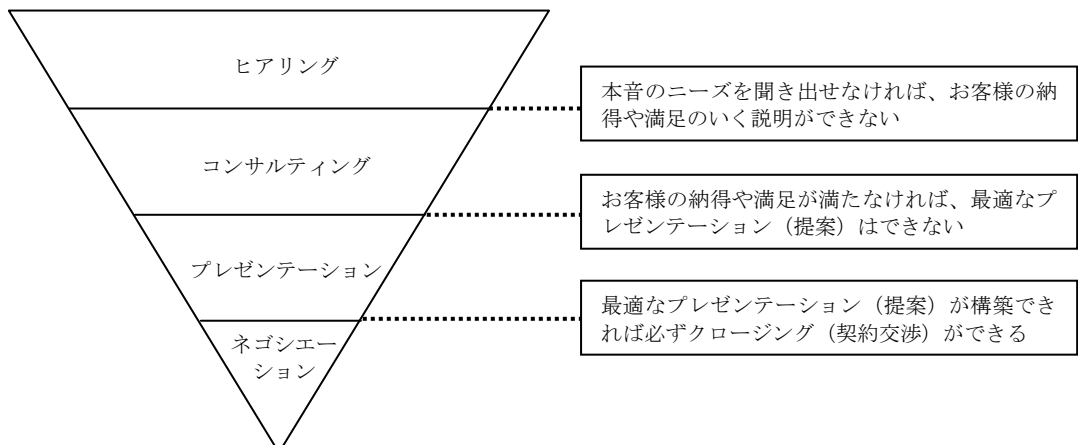 ヒアリング
本音のニーズを聞き出せなければ、お客様の納
得や満足のいく説明ができない
コンサルティング
お客様の納得や満足が満たなければ、最適なプ
レゼンテーション（提案）はできない
プレゼンテーション
最適なプレゼンテーション（提案）が構築でき
れば必ずクロージング（契約交渉）ができる
ネゴシエー
ション